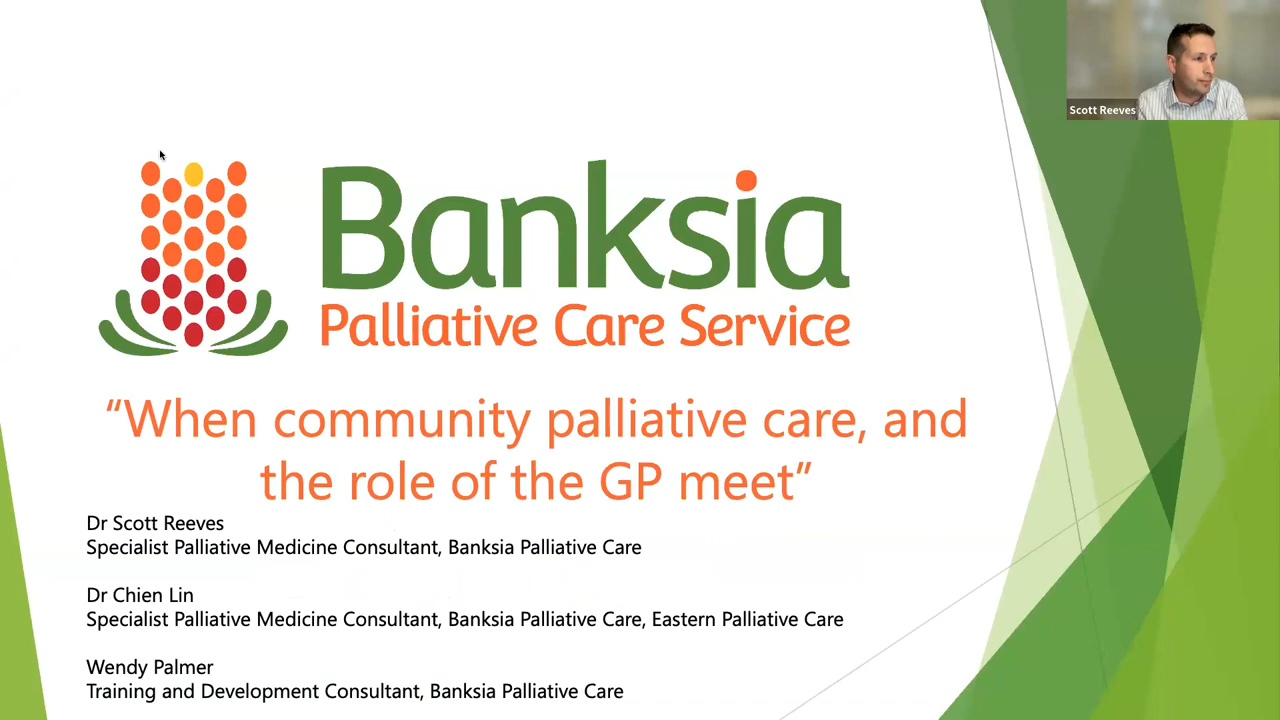 Scott Reeves
Banksia
Palliative Care Service
“When community palliative care, and
the role of the GP meet”
Dr Scott Reeves
Specialist Palliative Medicine Consultant, Banksia Palliative Care
Dr Chien Lin
Specialist Palliative Medicine Consultant, Banksia Palliative Care, Eastern Palliative Care
Wendy Palmer
Training and Development Consultant, Banksia Palliative Care